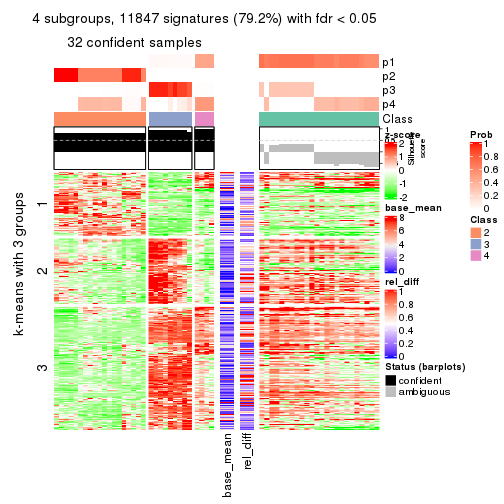 4 subgroups, 11847 signatures (79.2%) with fdr < 0.05
32 confident samples
p1
p2
p3
p4
Class
Silhouette
score
k-means with 3 groups
1
2
3
base_mean
rel_diff
z-score
2
1
0
-1
-2
base_mean
8
6
4
2
0
rel_diff
1
0.8
0.6
0.4
0.2
0
Status (barplots)
confident
ambiguous
Prob
1
0.8
0.6
0.4
0.2
0
Class
2
3
4